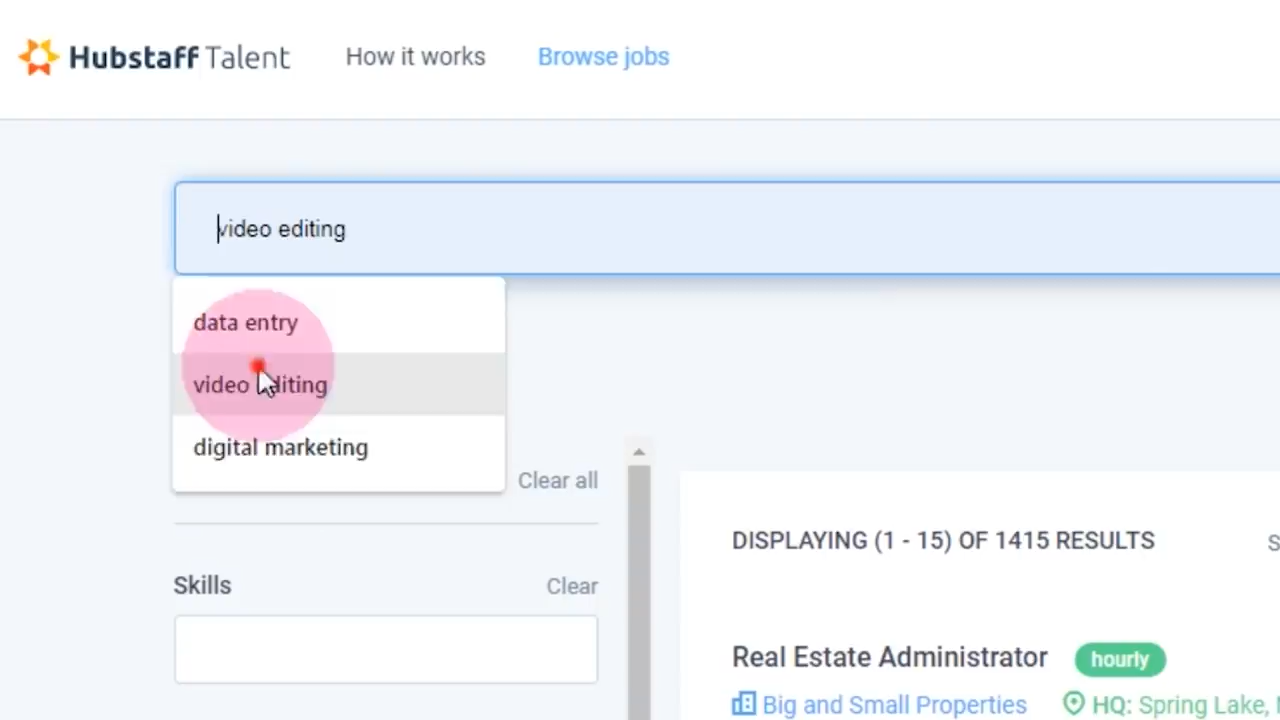 Hubstaff Talent How it works Browse jobs
video editing
data entry
video editing
digital marketing
Clear all
DISPLAYING (1 - 15) OF 1415 RESULTS
Skills Clear
Real Estate Administrator hourly
Big and Small Properties HQ: Spring Lake,